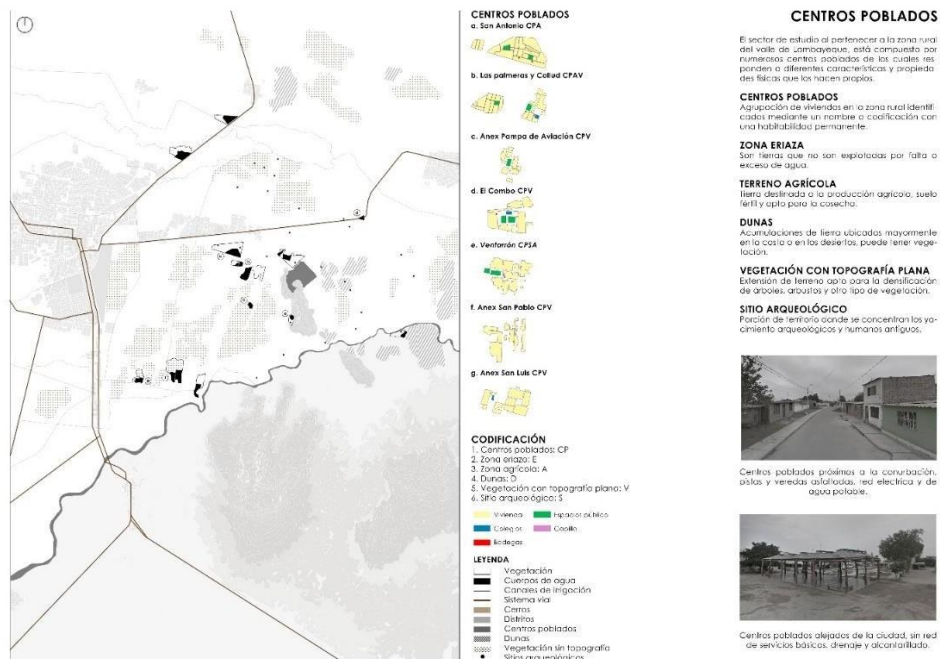 CENTROS POBLADOS
a. San Antonio CPA
b. Las palmeras y Collud CPAV
c. Anex Pampa de Aviación CPV
d. El Combo CPV
e. Ventarrón CPSA
f. Anex San Pablo CPV
g. Anex San Luis CPV
CODIFICACIÓN
1. Centros poblados: CP
2. Zona eriaza: E
3. Zona agrícola: A
4. Dunas: D
5. Vegetación con topografía plana: V
6. Sitio arqueológico: S
Vivienda
Espacios público
Colegios
Capilla
Bodegas
LEYENDA
Vegetación
Cuerpos de agua
Canales de irrigación
Sistema vial
Cerros
Distritos
Centros poblados
Dunas
Vegetación sin topografía
Sitios arqueológicos
CENTROS POBLADOS
El sector de estudio al pertenecer a la zona rural
del valle de Lambayeque, está compuesto por
numerosos centros poblados de los cuales res
ponden a diferentes características y propieda
des físicas que los hacen propios.
CENTROS POBLADOS
Agrupación de viviendas en la zona rural identifi
cados mediante un nombre o codificación con
una habitabilidad permanente.
ZONA ERIAZA
Son tierras que no son explotadas por falta o
exceso de agua.
TERRENO AGRÍCOLA
Tierra destinada a la producción agrícola, suelo
fértil y apto para la cosecha.
DUNAS
Acumulaciones de tierra ubicados mayormente
en la costa o en los desiertos, puede tener vege-
tación.
VEGETACIÓN CON TOPOGRAFÍA PLANA
Extensión de terreno apto para la densificación
de árboles, arbustos y otro tipo de vegetación.
SITIO ARQUEOLÓGICO
Porción de territorio donde se concentran los ya-
cimiento arqueológicos y humanos antiguos.
Centros poblados próximos a la conurbación,
pistas y veredas asfaltadas, red electrica y de
agua potable.
Centros poblados alejados de la ciudad, sin red
de servicios básicos, drenaje y alcantarillado.